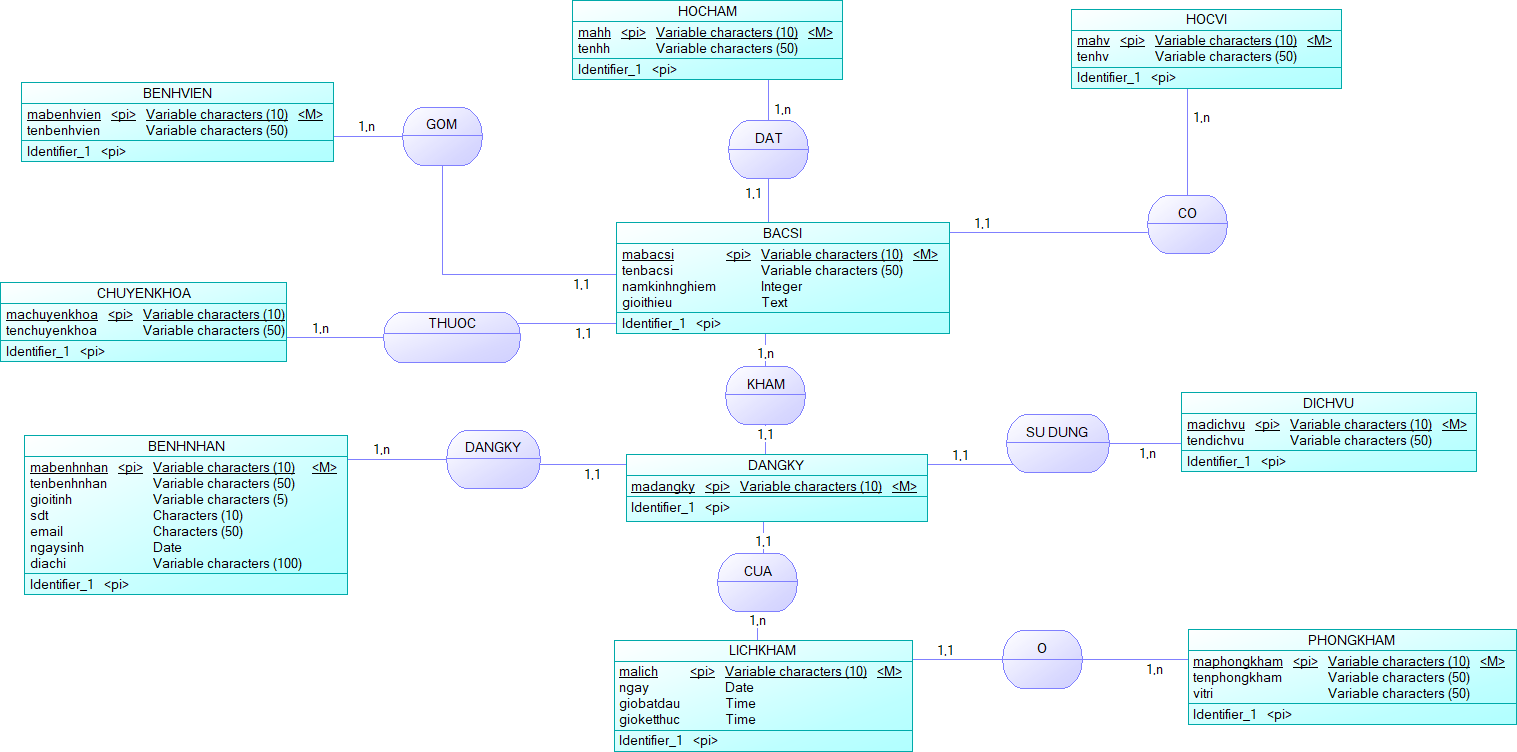 HOCHAM
mahh <pi> Variable characters (10) <M>
tenhh Variable characters (50)
Identifier_1 <pi>
HOCVI
mahv <pi> Variable characters (10) <M>
tenhv Variable characters (50)
Identifier_1 <pi>
BENHVIEN
mabenhvien <pi> Variable characters (10) <M>
tenbenhvien Variable characters (50)
Identifier_1 <pi>
1,n
GOM
1,1
1,n
DAT
1,1
1,n
CO
1,1
BACSI
mabacsi <pi> Variable characters (10) <M>
tenbacsi Variable characters (50)
namkinhnghiem Integer
gioithieu Text
Identifier_1 <pi>
CHUYENKHOA
machuyenkhoa <pi> Variable characters (10)
tenchuyenkhoa Variable characters (50)
Identifier_1 <pi>
1,n
THUOC
1,1
1,n
KHAM
1,1
BENHNHAN
mabenhnhan <pi> Variable characters (10) <M>
tenbenhnhan Variable characters (50)
gioitinh Variable characters (5)
sdt Characters (10)
email Characters (50)
ngaysinh Date
diachi Variable characters (100)
Identifier_1 <pi>
1,n
DANGKY
1,1
DANGKY
madangky <pi> Variable characters (10) <M>
Identifier_1 <pi>
1,1
SU DUNG
1,n
DICHVU
madichvu <pi> Variable characters (10) <M>
tendichvu Variable characters (50)
Identifier_1 <pi>
1,1
CUA
1,n
LICHKHAM
malich <pi> Variable characters (10) <M>
ngay Date
giobatdau Time
gioketthuc Time
Identifier_1 <pi>
1,1
O
1,n
PHONGKHAM
maphongkham <pi> Variable characters (10) <M>
tenphongkham Variable characters (50)
vitri Variable characters (50)
Identifier_1 <pi>